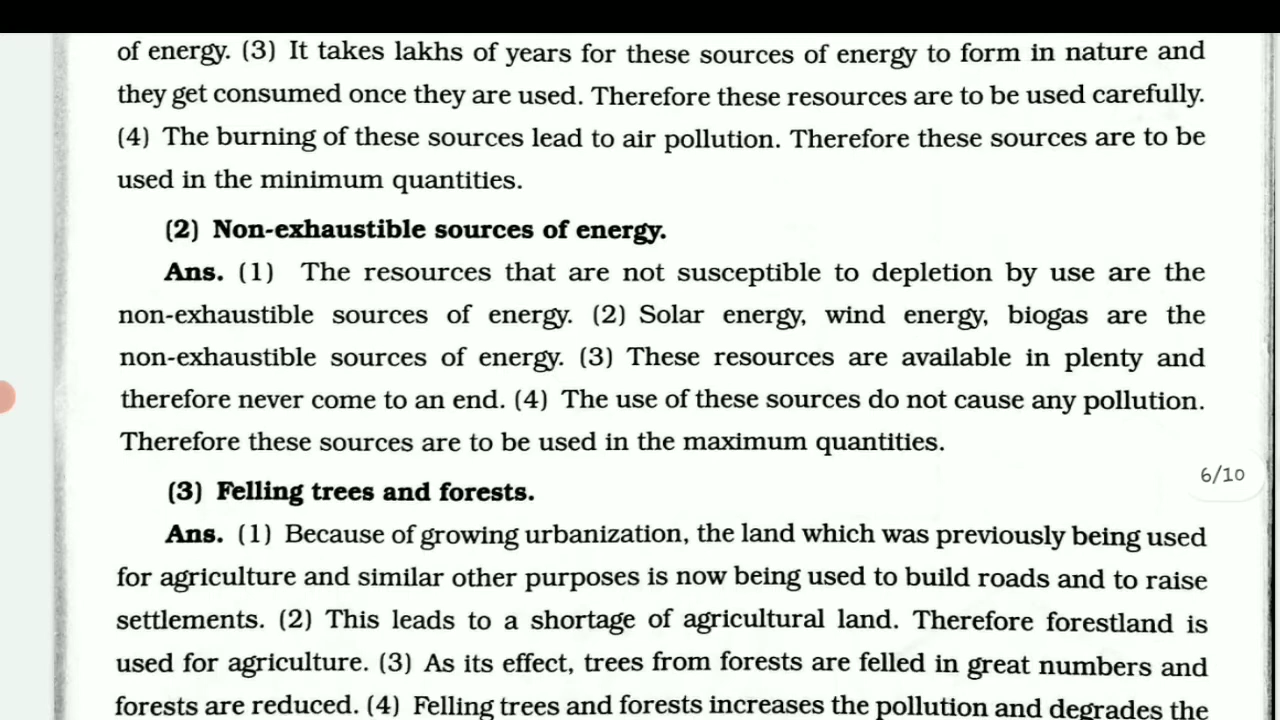 of energy. (3) It takes lakhs of years for these sources of energy to form in nature and
they get consumed once they are used. Therefore these resources are to be used carefully.
(4) The burning of these sources lead to air pollution. Therefore these sources are to be
used in the minimum quantities.
(2) Non-exhaustible sources of energy.
Ans. (1) The resources that are not susceptible to depletion by use are the
non-exhaustible sources of energy. (2) Solar energy, wind energy, biogas are the
non-exhaustible sources of energy. (3) These resources are available in plenty and
therefore never come to an end. (4) The use of these sources do not cause any pollution.
Therefore these sources are to be used in the maximum quantities.
6/10
(3) Felling trees and forests.
Ans. (1) Because of growing urbanization, the land which was previously being used
for agriculture and similar other purposes is now being used to build roads and to raise
settlements. (2) This leads to a shortage of agricultural land. Therefore forestland is
used for agriculture. (3) As its effect, trees from forests are felled in great numbers and
forests are reduced. (4) Felling trees and forests increases the pollution and degrades the